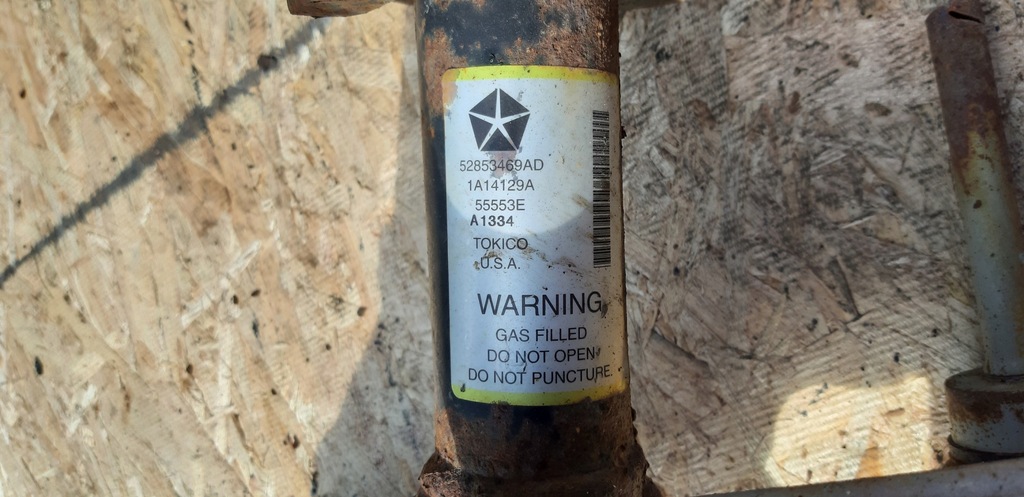 52853469AD
1A14129A
55553E
A1334
TOKICO
U.S.A.
WARNING
GAS FILLED
DO NOT OPEN
DO NOT PUNCTURE.